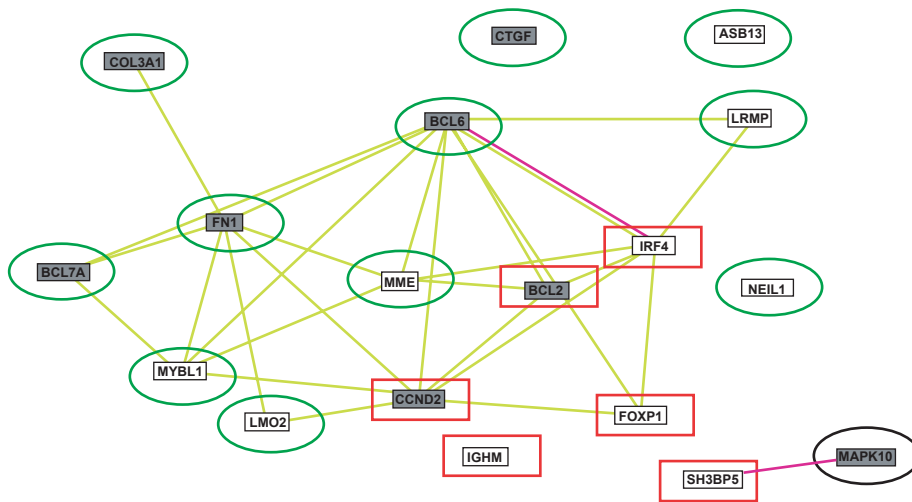 CTGF
ASB13
COL3A1
BCL6
LRMP
FN1
IRF4
BCL7A
MME
BCL2
NEIL1
MYBL1
CCND2
LMO2
FOXP1
IGHM
MAPK10
SH3BP5